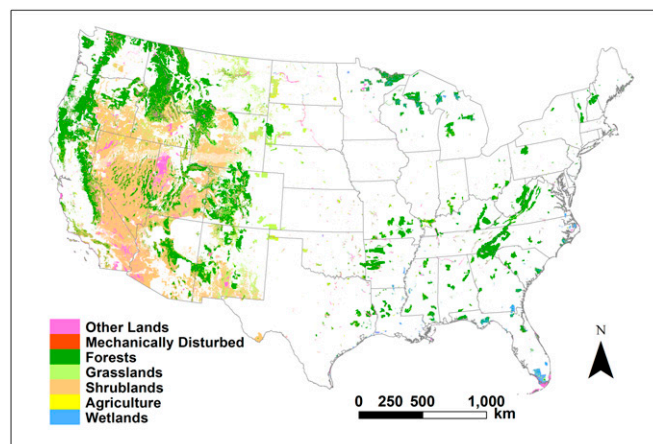 Other Lands
Mechanically Disturbed
Forests
Grasslands
Shrublands
Agriculture
Wetlands
N
0 250 500 1,000
km